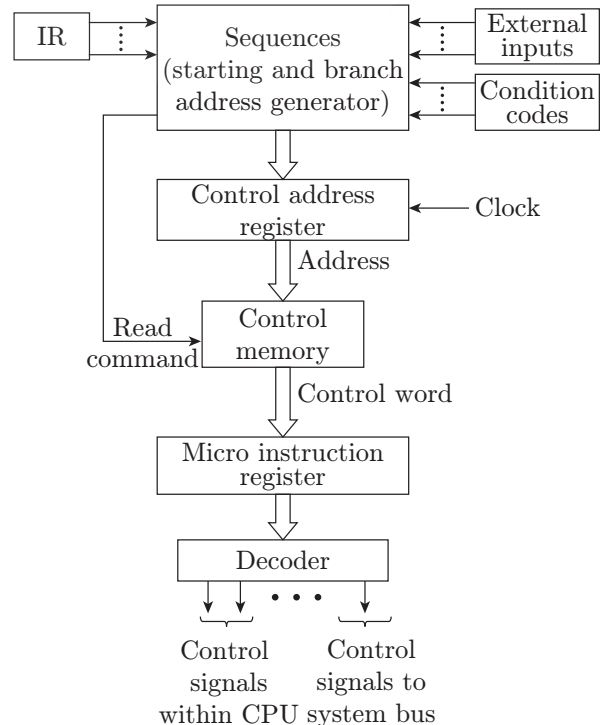 IR
Sequences
(starting and branch
address generator)
External
inputs
Condition
codes
Control address
register
Clock
Address
Read
command
Control
memory
Control word
Micro instruction
register
Decoder
Control
signals
within CPU
Control
signals to
system bus